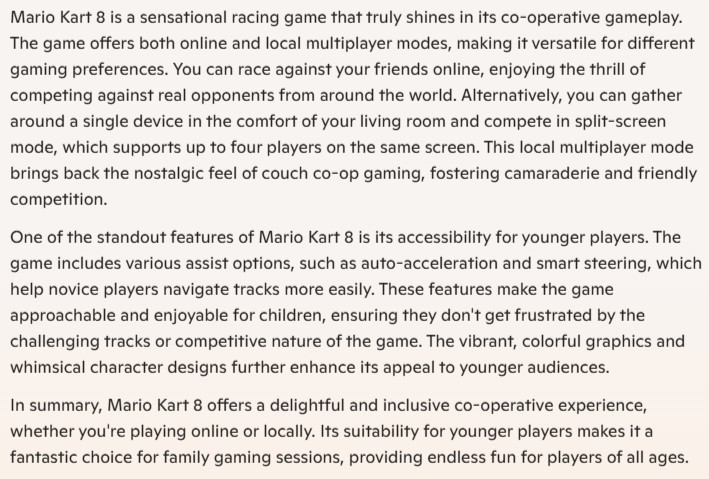 Mario Kart 8 is a sensational racing game that truly shines in its co-operative gameplay.
The game offers both online and local multiplayer modes, making it versatile for different
gaming preferences. You can race against your friends online, enjoying the thrill of
competing against real opponents from around the world. Alternatively, you can gather
around a single device in the comfort of your living room and compete in split-screen
mode, which supports up to four players on the same screen. This local multiplayer mode
brings back the nostalgic feel of couch co-op gaming, fostering camaraderie and friendly
competition.
One of the standout features of Mario Kart 8 is its accessibility for younger players. The
game includes various assist options, such as auto-acceleration and smart steering, which
help novice players navigate tracks more easily. These features make the game
approachable and enjoyable for children, ensuring they don't get frustrated by the
challenging tracks or competitive nature of the game. The vibrant, colorful graphics and
whimsical character designs further enhance its appeal to younger audiences.
In summary, Mario Kart 8 offers a delightful and inclusive co-operative experience,
whether you're playing online or locally. Its suitability for younger players makes it a
fantastic choice for family gaming sessions, providing endless fun for players of all ages.